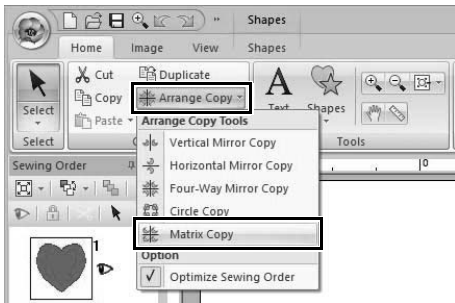 Shapes
Home Image View Shapes
Cut Duplicate
Select Copy Arrange Copy Text Shapes
Paste
Select Tools
Arrange Copy Tools
Vertical Mirror Copy
Horizontal Mirror Copy
Four-Way Mirror Copy
Circle Copy
Matrix Copy
Option
Optimize Sewing Order
Sewing Order
0
1